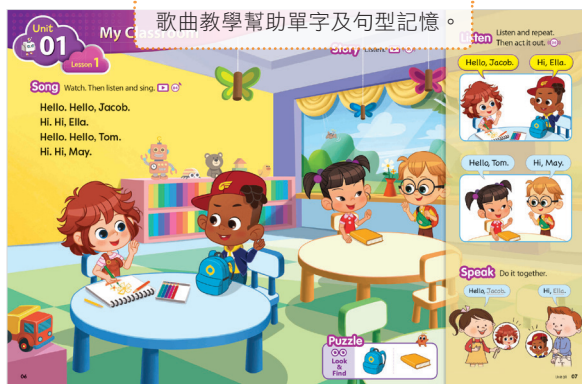 歌曲教學幫助單字及句型記憶。
Unit
01
My Classroom
Lesson 1
Song Watch. Then listen and sing.
Hello. Hello, Jacob.
Hi. Hi, Ella.
Hello. Hello, Tom.
Hi. Hi, May.
Story
Puzzle
Look
&
Find
06
Listen Listen and repeat.
Then act it out.
Hello, Jacob.
Hi, Ella.
Hello, Tom.
Hi, May.
Speak Do it together.
Hello, Jacob.
Hi, Ella.
07